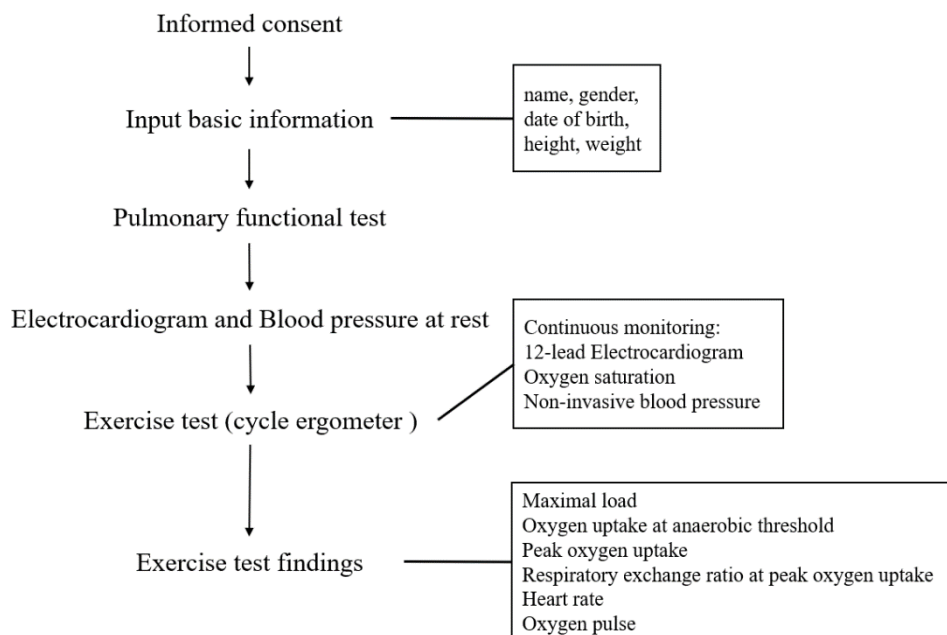 Informed consent
Input basic information
name, gender,
date of birth,
height, weight
Pulmonary functional test
Electrocardiogram and Blood pressure at rest
Continuous monitoring:
12-lead Electrocardiogram
Oxygen saturation
Non-invasive blood pressure
Exercise test (cycle ergometer )
Exercise test findings
Maximal load
Oxygen uptake at anaerobic threshold
Peak oxygen uptake
Respiratory exchange ratio at peak oxygen uptake
Heart rate
Oxygen pulse